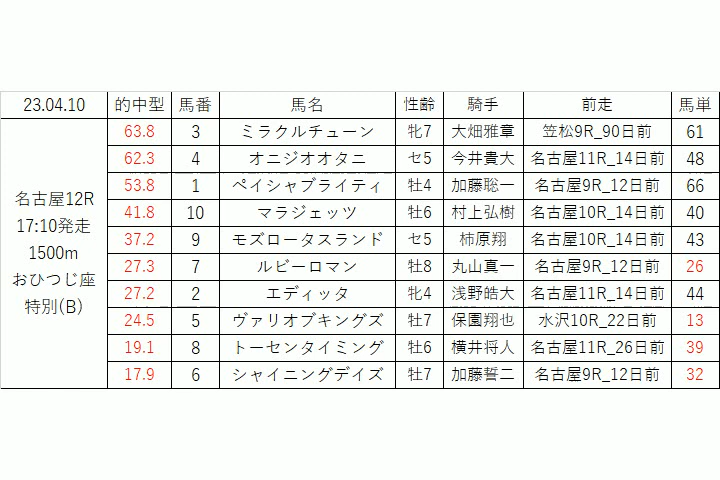 23.04.10 的中型 馬番 馬名 性齢 騎手 前走 馬単
名古屋12R
17:10発走
1500m
おひつじ座
特別(B)
63.8 3 ミラクルチューン 牝7 大畑雅章 笠松9R_90日前 61
62.3 4 オニジオオタニ セ5 今井貴大 名古屋11R_14日前 48
53.8 1 ペイシャブライティ 牡4 加藤聡一 名古屋9R_12日前 66
41.8 10 マラジェッツ 牡6 村上弘樹 名古屋10R_14日前 40
37.2 9 モズロータスランド セ5 柿原翔 名古屋10R_14日前 43
27.3 7 ルビーロマン 牡8 丸山真一 名古屋9R_12日前 26
27.2 2 エディッタ 牝4 浅野皓大 名古屋11R_14日前 44
24.5 5 ヴァリオブキングズ 牡7 保園翔也 水沢10R_22日前 13
19.1 8 トーセンタイミング 牡6 横井将人 名古屋11R_26日前 39
17.9 6 シャイニングデイズ 牡7 加藤誓二 名古屋9R_12日前 32